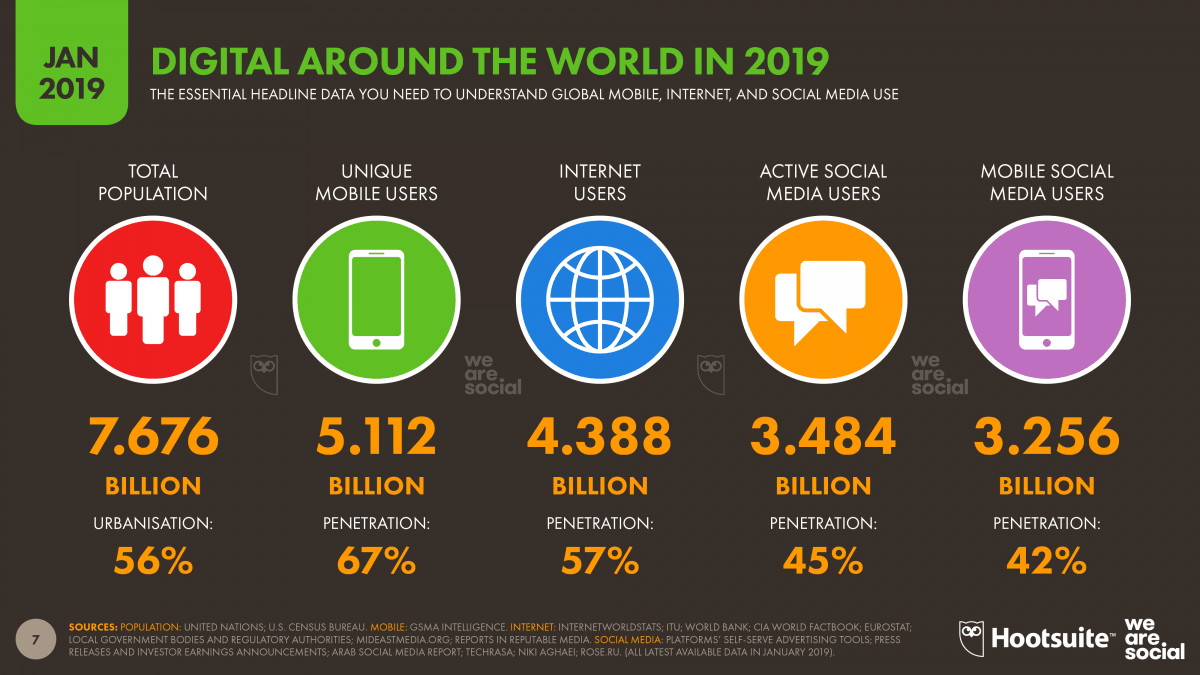 JAN
2019
DIGITAL AROUND THE WORLD IN 2019
THE ESSENTIAL HEADLINE DATA YOU NEED TO UNDERSTAND GLOBAL MOBILE, INTERNET, AND SOCIAL MEDIA USE
TOTAL
POPULATION
UNIQUE
MOBILE USERS
INTERNET
USERS
ACTIVE SOCIAL
MEDIA USERS
MOBILE SOCIAL
MEDIA USERS
we
are
social
we
are
social
7.676
BILLION
URBANISATION:
56%
5.112
BILLION
PENETRATION:
67%
4.388
BILLION
PENETRATION:
57%
3.484
BILLION
PENETRATION:
45%
3.256
BILLION
PENETRATION:
42%
7
SOURCES: POPULATION: UNITED NATIONS; U.S. CENSUS BUREAU. MOBILE: GSMA INTELLIGENCE. INTERNET: INTERNETWORLDSTATS; ITU; WORLD BANK; CIA WORLD FACTBOOK; EUROSTAT;
LOCAL GOVERNMENT BODIES AND REGULATORY AUTHORITIES; MIDEASTMEDIA.ORG; REPORTS IN REPUTABLE MEDIA. SOCIAL MEDIA: PLATFORMS' SELF-SERVE ADVERTISING TOOLS; PRESS
RELEASES AND INVESTOR EARNINGS ANNOUNCEMENTS; ARAB SOCIAL MEDIA REPORT; TECHRASA; NIKI AGHAEI; ROSE.RU. (ALL LATEST AVAILABLE DATA IN JANUARY 2019).
Hootsuite™
we
are
social